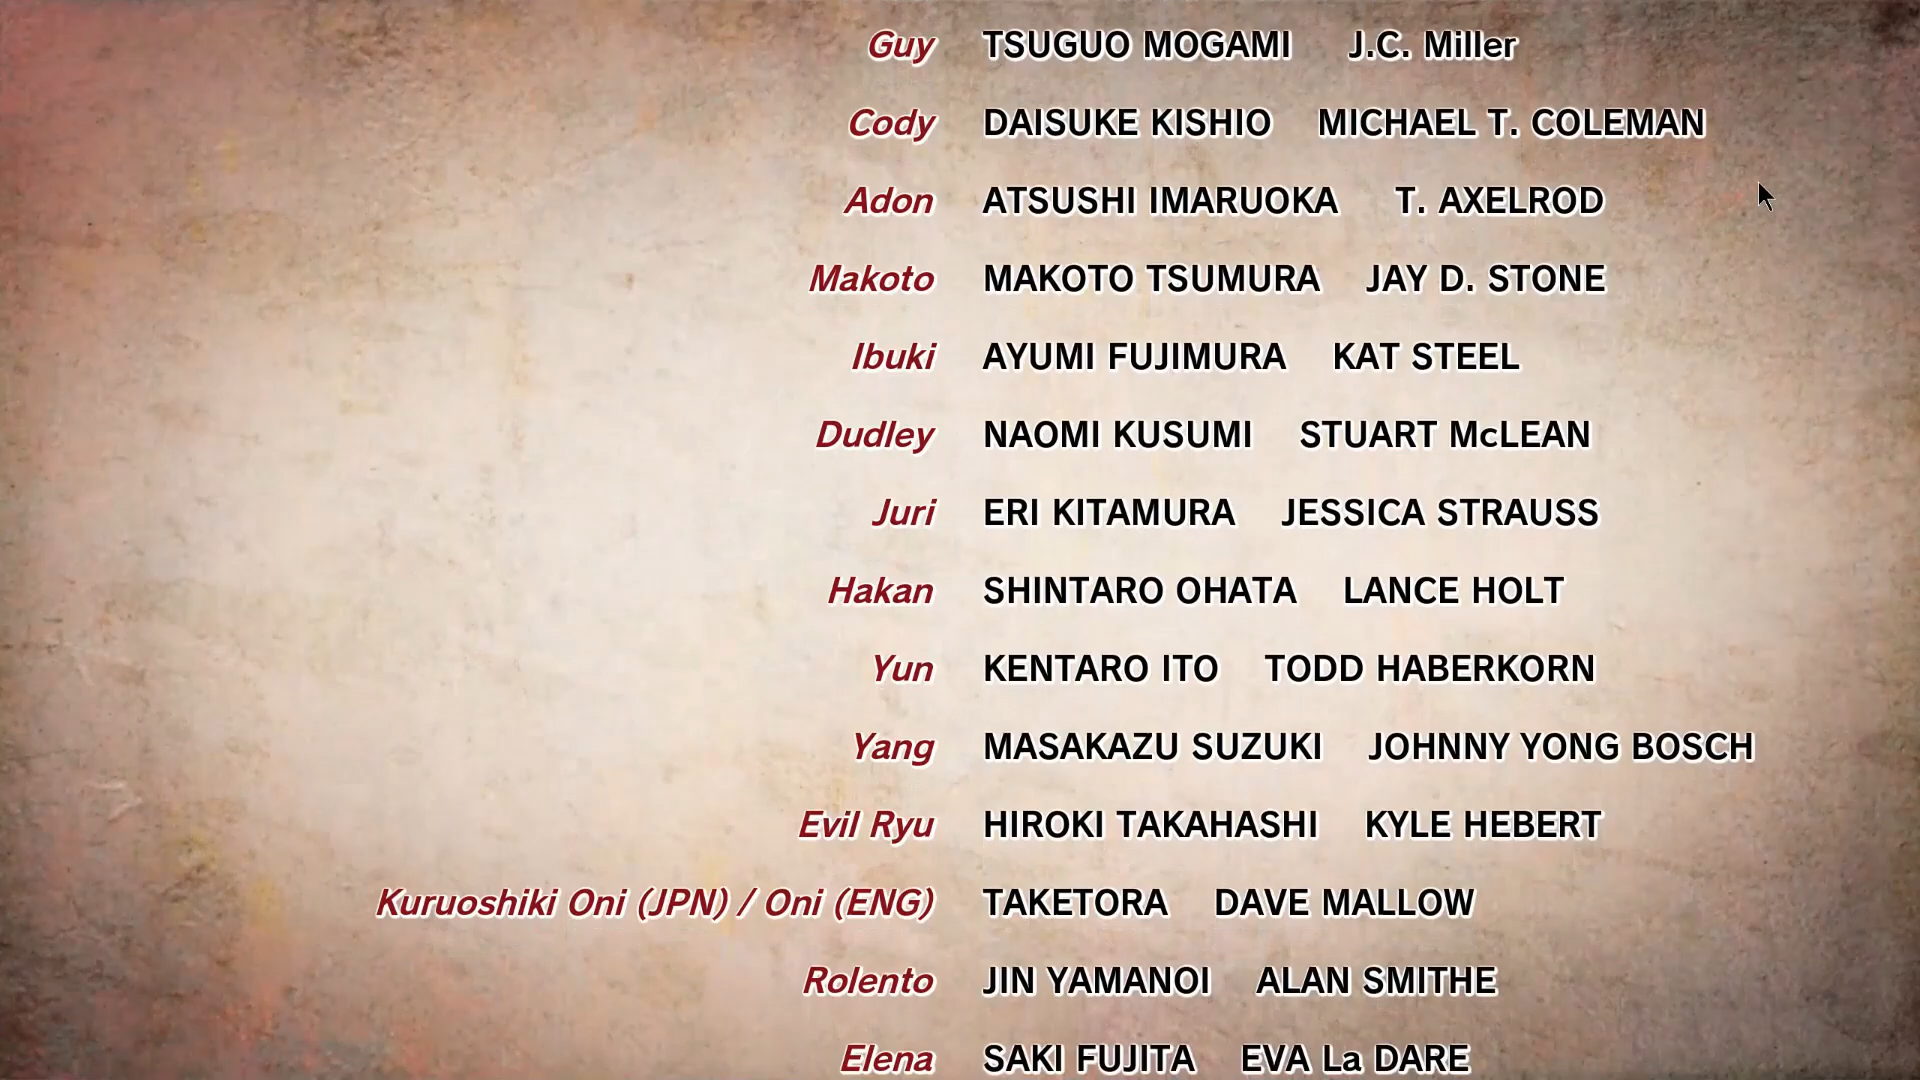 Guy TSUGUO MOGAMI J.C. Miller
Cody DAISUKE KISHIO MICHAEL T. COLEMAN
Adon ATSUSHI IMARUOKA T. AXELROD
Makoto MAKOTO TSUMURA JAY D. STONE
Ibuki AYUMI FUJIMURA KAT STEEL
Dudley NAOMI KUSUMI STUART McLEAN
Juri ERI KITAMURA JESSICA STRAUSS
Hakan SHINTARO OHATA LANCE HOLT
Yun KENTARO ITO TODD HABERKORN
Yang MASAKAZU SUZUKI JOHNNY YONG BOSCH
Evil Ryu HIROKI TAKAHASHI KYLE HEBERT
Kuruoshiki Oni (JPN) / Oni (ENG) TAKETORA DAVE MALLOW
Rolento JIN YAMANOI ALAN SMITHE
Elena SAKI FUJITA EVA La DARE